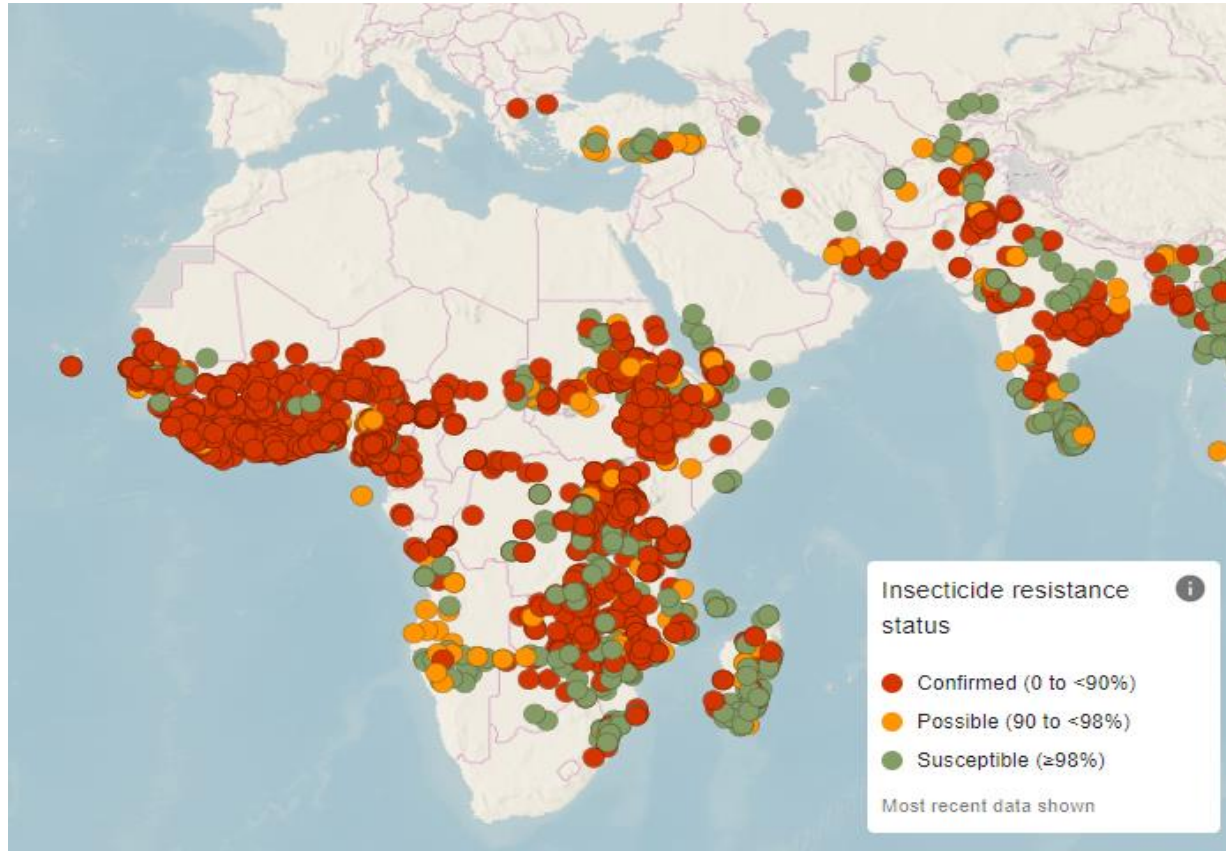 Insecticide resistance
status
Confirmed (0 to <90%)
Possible (90 to <98%)
Susceptible (≥98%)
Most recent data shown